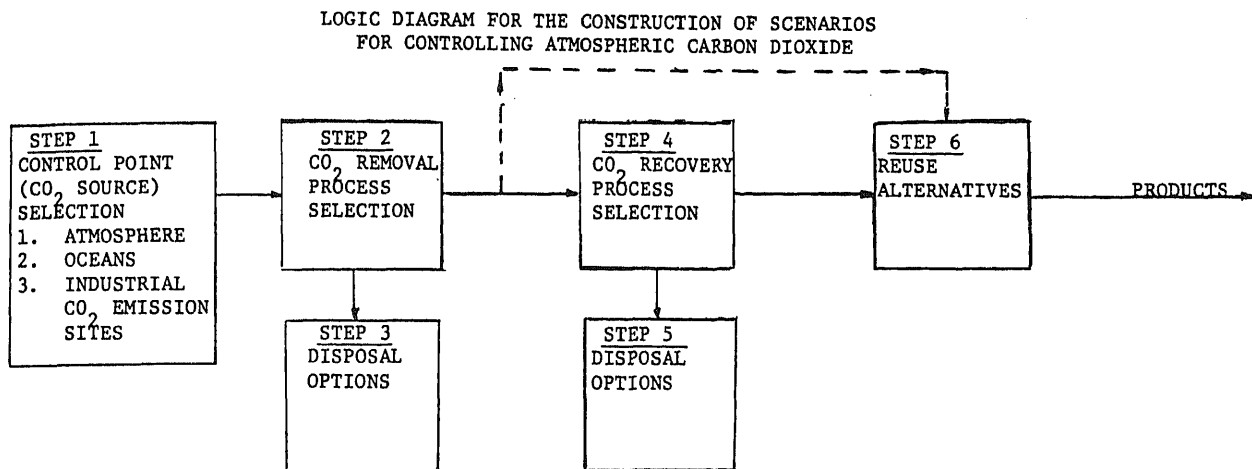 LOGIC DIAGRAM FOR THE CONSTRUCTION OF SCENARIOS
FOR CONTROLLING ATMOSPHERIC CARBON DIOXIDE
STEP 1
CONTROL POINT
(CO2 SOURCE)
SELECTION
1. ATMOSPHERE
2. OCEANS
3. INDUSTRIAL
CO2 EMISSION
SITES
STEP 2
CO2 REMOVAL
PROCESS
SELECTION
STEP 3
DISPOSAL
OPTIONS
STEP 4
CO2 RECOVERY
PROCESS
SELECTION
STEP 5
DISPOSAL
OPTIONS
STEP 6
REUSE
ALTERNATIVES
PRODUCTS